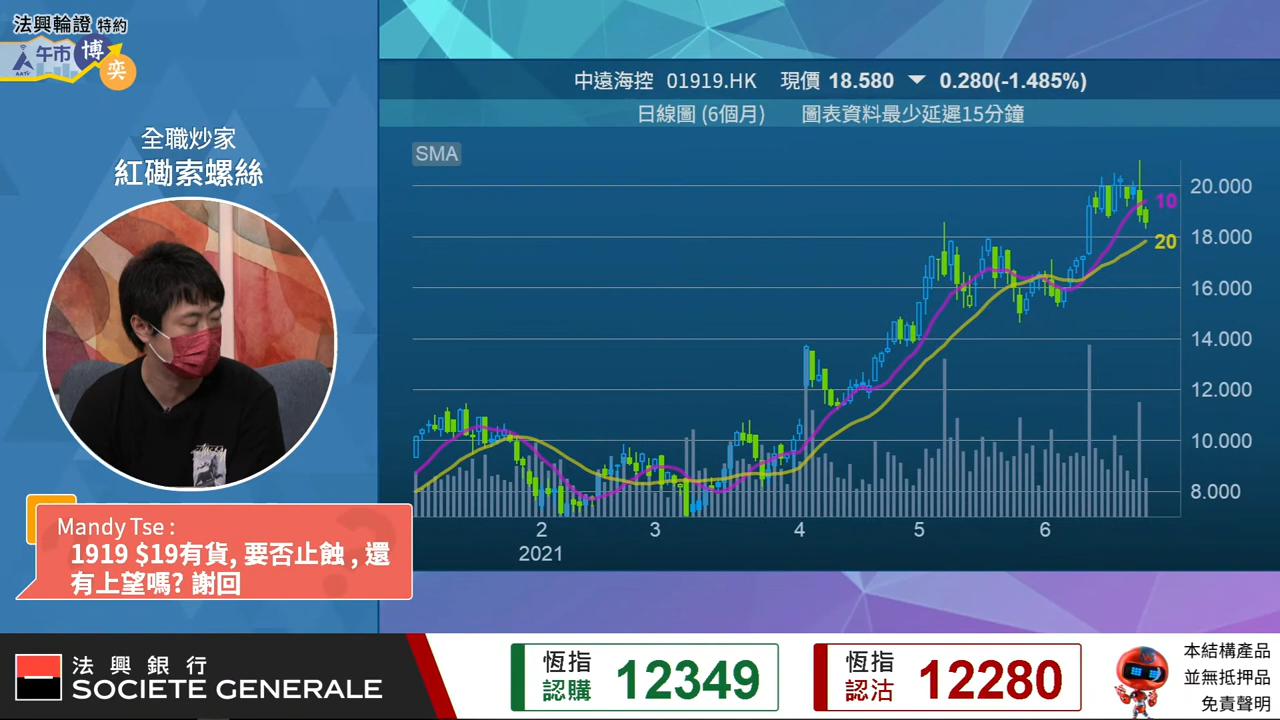 法興輪證 特約
午市 博
AATV
奕
全職炒家
紅磡索螺絲
Mandy Tse :
1919 $19有貨, 要否止蝕 , 還
有上望嗎? 謝回
中遠海控 01919.HK 現價 18.580 ▼ 0.280(-1.485%)
日線圖 (6個月) 圖表資料最少延遲15分鐘
SMA
20.000
10
18.000
20
16.000
14.000
12.000
10.000
8.000
2 3 4 5 6
2021
法興銀行
SOCIETE GENERALE
恆指
認購
12349
恆指
認沽
12280
本結構產品
並無抵押品
免責聲明